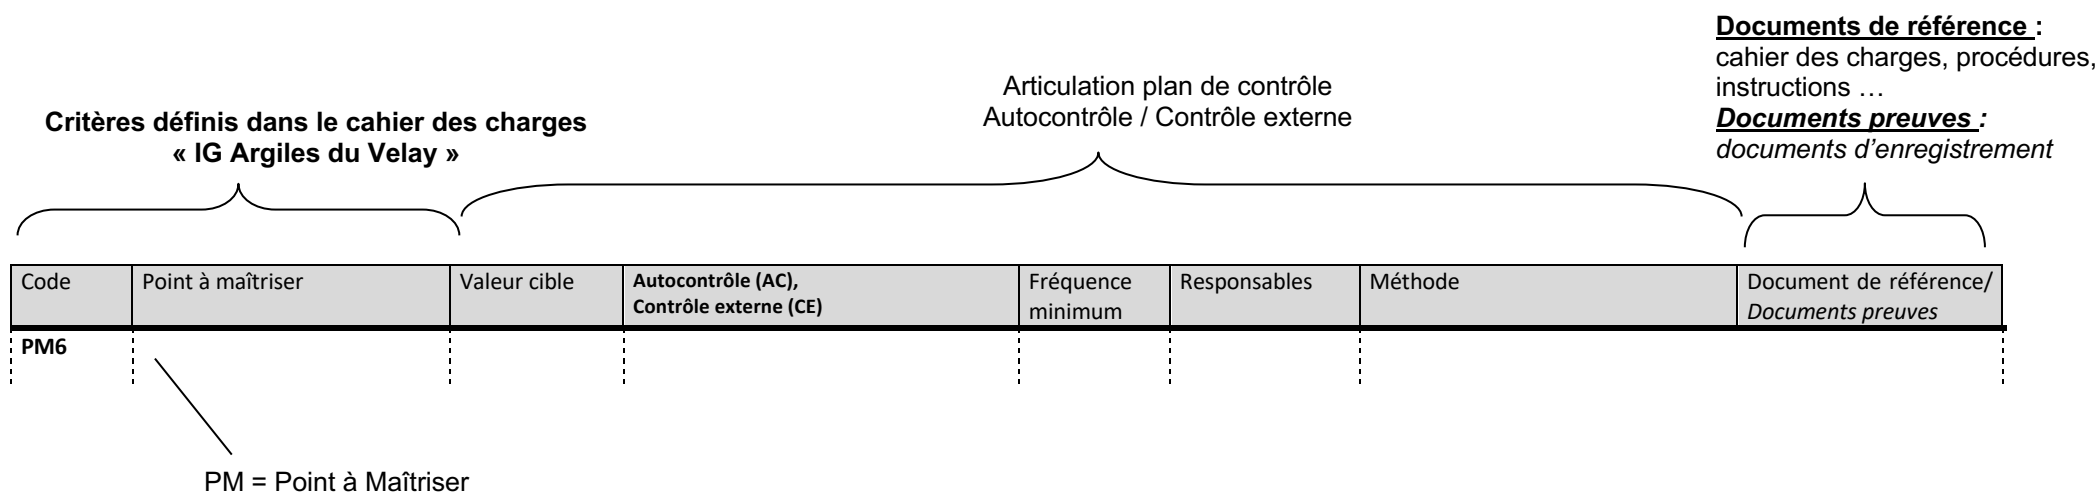 Documents de référence :
cahier des charges, procédures,
instructions …
Documents preuves :
documents d'enregistrement
Articulation plan de contrôle
Autocontrôle / Contrôle externe
Critères définis dans le cahier des charges
« IG Argiles du Velay »
Code
Point à maîtriser
Valeur cible
Autocontrôle (AC),
Contrôle externe (CE)
Fréquence
minimum
Responsables
Méthode
Document de référence/
Documents preuves
PM6
PM = Point à Maîtriser